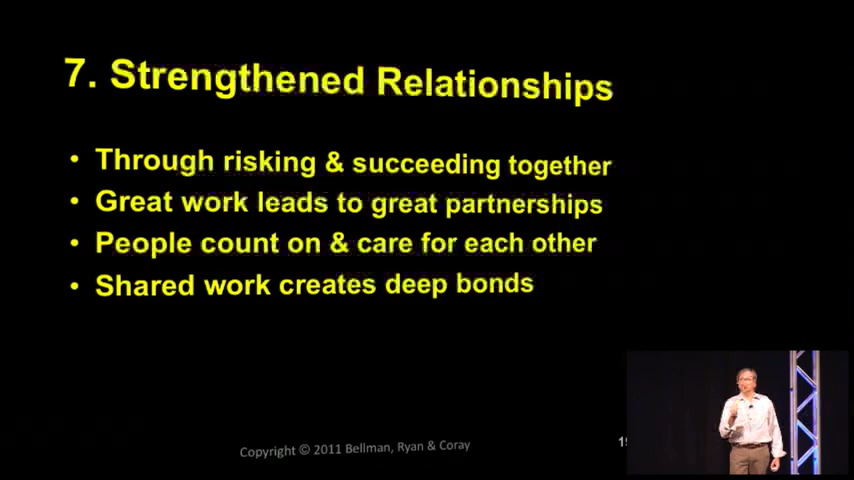 7. Strengthened Relationships
• Through risking & succeeding together
• Great work leads to great partnerships
• People count on & care for each other
• Shared work creates deep bonds
Copyright © 2011 Bellman, Ryan & Coray